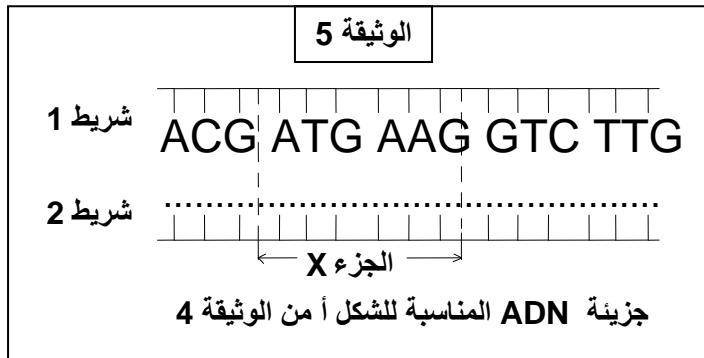 الوثيقة 5
شريط 1
ACG ATG AAG GTC TTG
شريط 2 ........................................................
الجزء X
جزيئة ADN المناسبة للشكل أ من الوثيقة 4